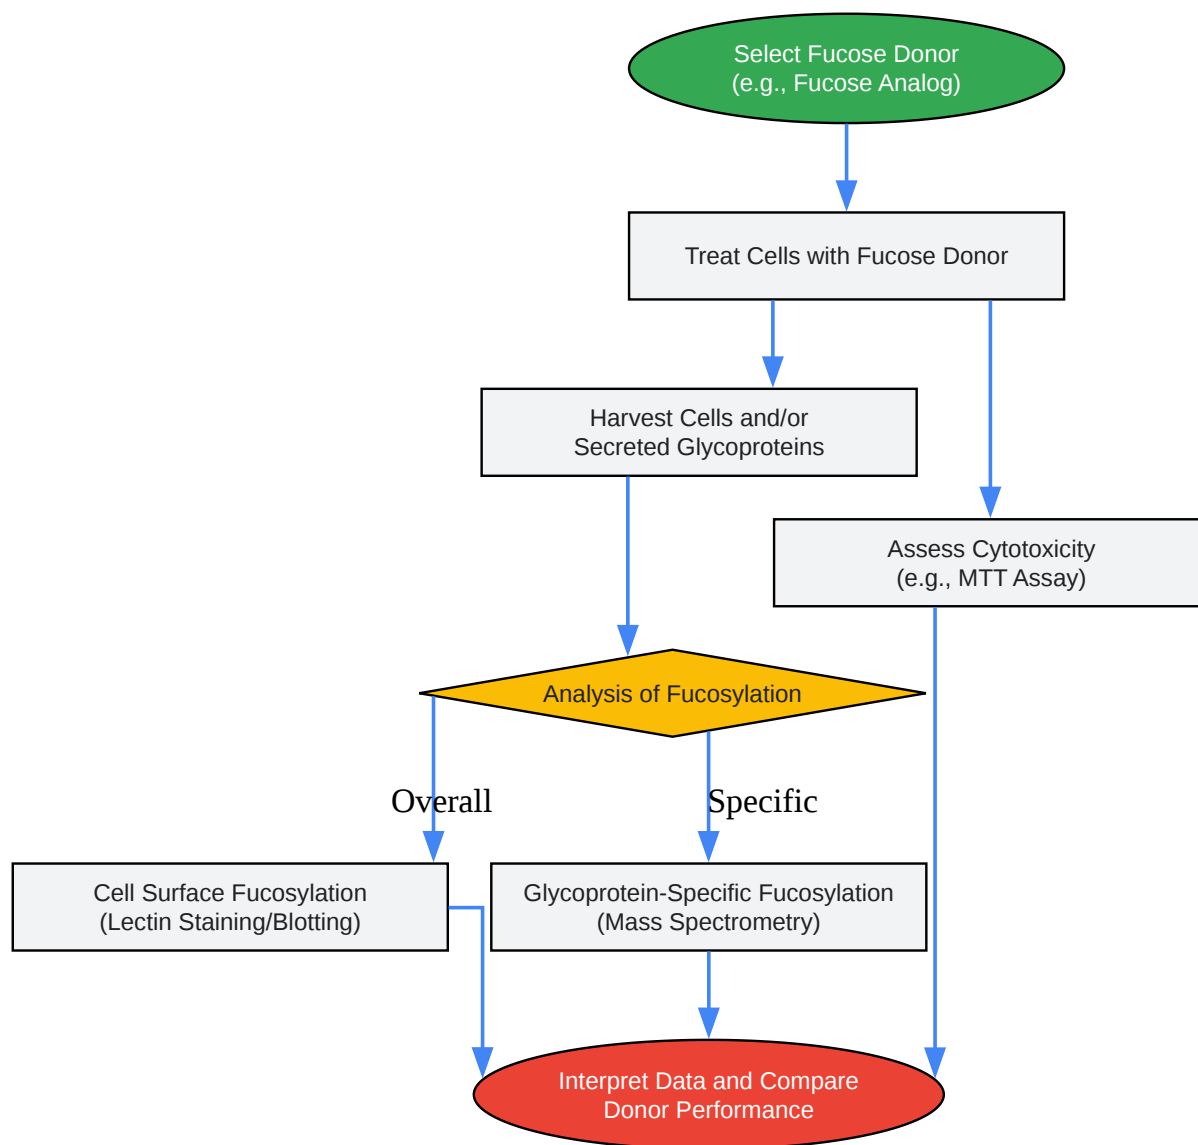 Select Fucose Donor
(e.g., Fucose Analog)
Treat Cells with Fucose Donor
Harvest Cells and/or
Secreted Glycoproteins
Assess Cytotoxicity
(e.g., MTT Assay)
Analysis of Fucosylation
Overall
Specific
Cell Surface Fucosylation
(Lectin Staining/Blotting)
Glycoprotein-Specific Fucosylation
(Mass Spectrometry)
Interpret Data and Compare
Donor Performance